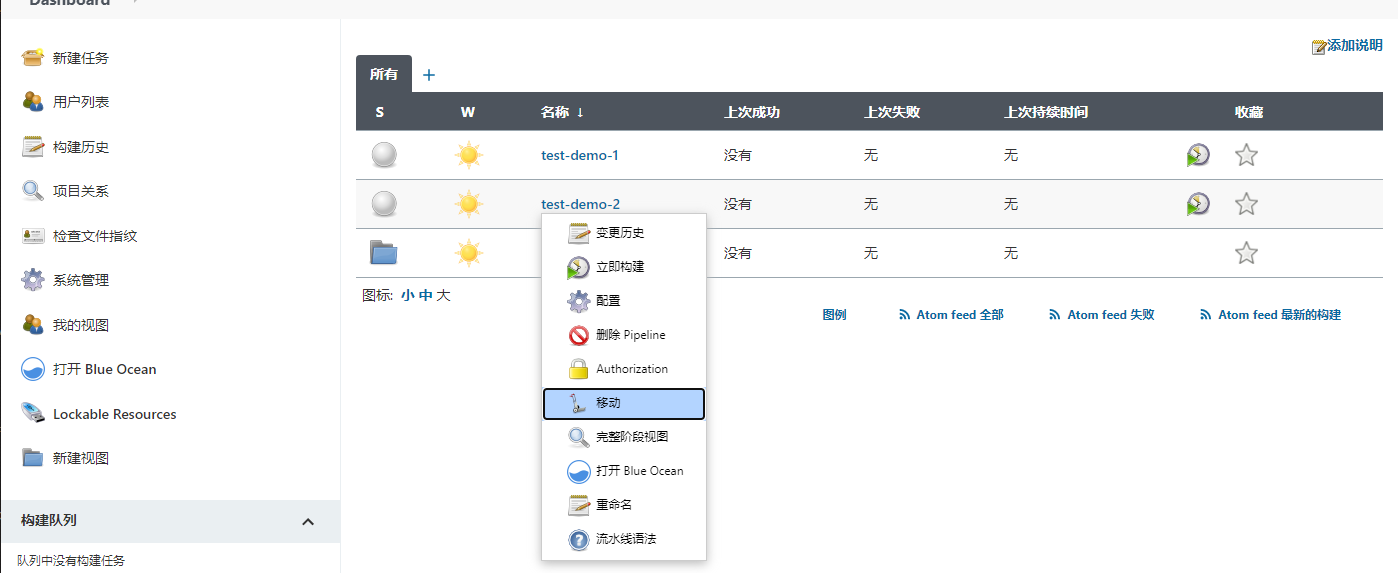 Dashboard
新建任务
用户列表
构建历史
项目关系
检查文件指纹
系统管理
我的视图
打开 Blue Ocean
Lockable Resources
新建视图
构建队列
队列中没有构建任务
添加说明
所有 +
S W 名称 ↓ 上次成功 上次失败 上次持续时间 收藏
test-demo-1 没有 无 无
test-demo-2 没有 无 无
没有 无 无
变更历史
立即构建
配置
删除 Pipeline
Authorization
移动
完整阶段视图
打开 Blue Ocean
重命名
流水线语法
图标: 小 中 大
图例 Atom feed 全部 Atom feed 失败 Atom feed 最新的构建